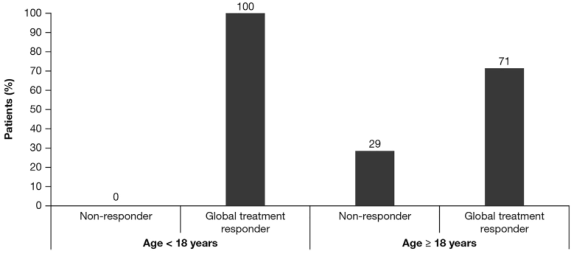 Patients (%)
100
90
80
70
60
50
40
30
20
10
0
0
100
29
71
Non-responder
Global treatment
responder
Non-responder
Global treatment
responder
Age < 18 years
Age ≥ 18 years